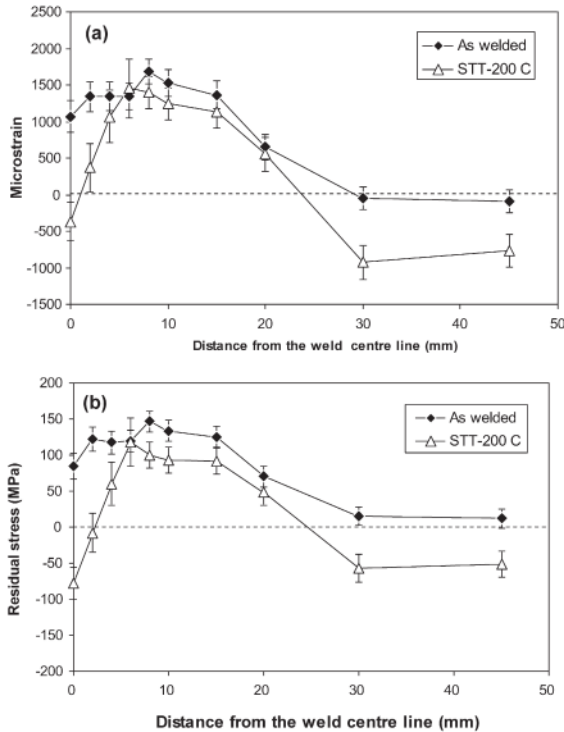 (a)
As welded
STT-200 C
Microstrain
2500
2000
1500
1000
500
0
-500
-1000
-1500
0 10 20 30 40 50
Distance from the weld centre line (mm)
(b)
As welded
STT-200 C
Residual stress (MPa)
200
150
100
50
0
-50
-100
-150
-200
0 10 20 30 40 50
Distance from the weld centre line (mm)